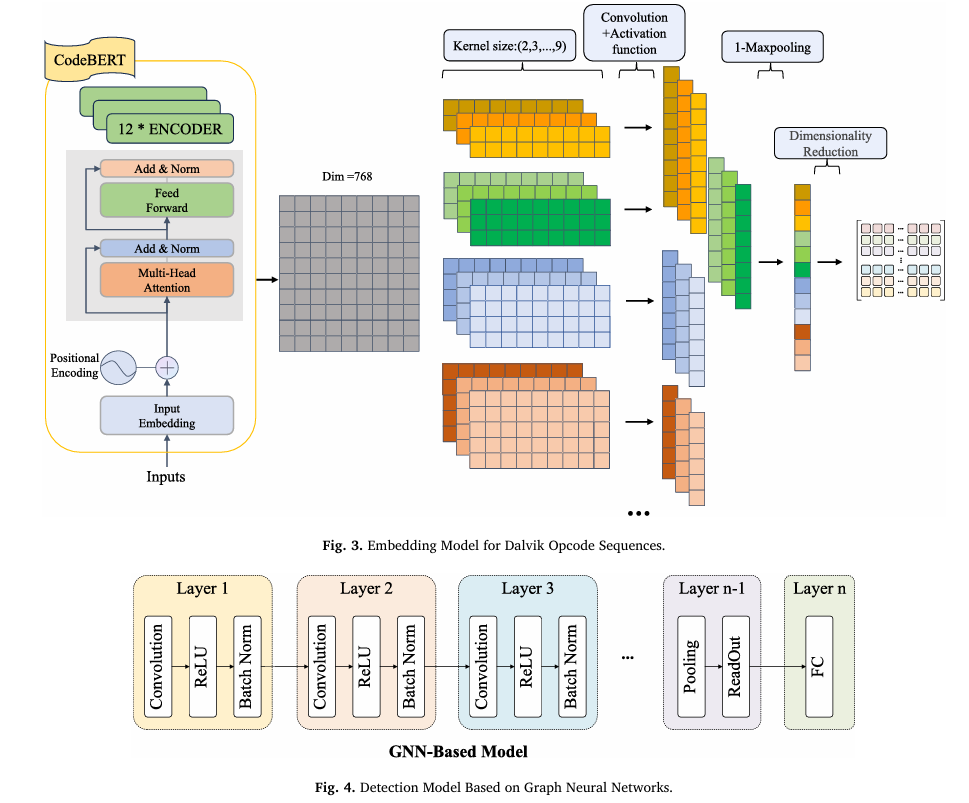 CodeBERT
12 * ENCODER
Add & Norm
Feed
Forward
Add & Norm
Multi-Head
Attention
Positional
Encoding
Input
Embedding
Inputs
Dim =768
Kernel size:(2,3,...,9)
Convolution
+Activation
function
1-Maxpooling
Dimensionality
Reduction
...
Fig. 3. Embedding Model for Dalvik Opcode Sequences.
Layer 1
Convolution
ReLU
Batch Norm
Layer 2
Convolution
ReLU
Batch Norm
Layer 3
Convolution
ReLU
Batch Norm
...
Layer n-1
Pooling
ReadOut
Layer n
FC
GNN-Based Model
Fig. 4. Detection Model Based on Graph Neural Networks.